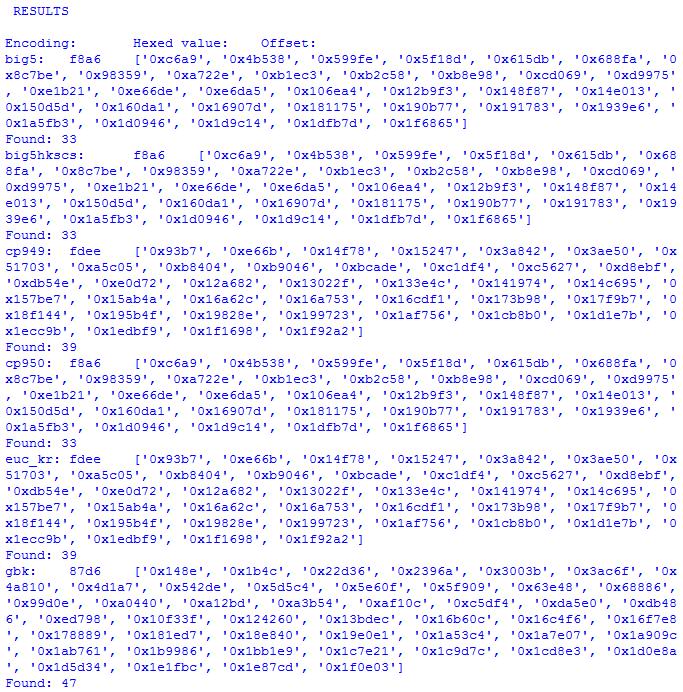 RESULTS
Encoding: Hexed value: Offset:
big5: f8a6 ['0xc6a9', '0x4b538', '0x599fe', '0x5f18d', '0x615db', '0x688fa', '0
x8c7be', '0x98359', '0xa722e', '0xb1ec3', '0xb2c58', '0xb8e98', '0xcd069', '0xd9975'
, '0xe1b21', '0xe66de', '0xe6da5', '0x106ea4', '0x12b9f3', '0x148f87', '0x14e013', '
0x150d5d', '0x160da1', '0x16907d', '0x181175', '0x190b77', '0x191783', '0x1939e6', '
0x1a5fb3', '0x1d0946', '0x1d9c14', '0x1dfb7d', '0x1f6865']
Found: 33
big5hkscs: f8a6 ['0xc6a9', '0x4b538', '0x599fe', '0x5f18d', '0x615db', '0x68
8fa', '0x8c7be', '0x98359', '0xa722e', '0xb1ec3', '0xb2c58', '0xb8e98', '0xcd069', '
0xd9975', '0xe1b21', '0xe66de', '0xe6da5', '0x106ea4', '0x12b9f3', '0x148f87', '0x14
e013', '0x150d5d', '0x160da1', '0x16907d', '0x181175', '0x190b77', '0x191783', '0x19
39e6', '0x1a5fb3', '0x1d0946', '0x1d9c14', '0x1dfb7d', '0x1f6865']
Found: 33
cp949: fdee ['0x93b7', '0xe66b', '0x14f78', '0x15247', '0x3a842', '0x3ae50', '0x
51703', '0xa5c05', '0xb8404', '0xb9046', '0xbcade', '0xc1df4', '0xc5627', '0xd8ebf',
'0xdb54e', '0xe0d72', '0x12a682', '0x13022f', '0x133e4c', '0x141974', '0x14c695', '0
x157be7', '0x15ab4a', '0x16a62c', '0x16a753', '0x16cdf1', '0x173b98', '0x17f9b7', '0
x18f144', '0x195b4f', '0x19828e', '0x199723', '0x1af756', '0x1cb8b0', '0x1d1e7b', '0
x1ecc9b', '0x1edbf9', '0x1f1698', '0x1f92a2']
Found: 39
cp950: f8a6 ['0xc6a9', '0x4b538', '0x599fe', '0x5f18d', '0x615db', '0x688fa', '0
x8c7be', '0x98359', '0xa722e', '0xb1ec3', '0xb2c58', '0xb8e98', '0xcd069', '0xd9975'
, '0xe1b21', '0xe66de', '0xe6da5', '0x106ea4', '0x12b9f3', '0x148f87', '0x14e013', '
0x150d5d', '0x160da1', '0x16907d', '0x181175', '0x190b77', '0x191783', '0x1939e6', '
0x1a5fb3', '0x1d0946', '0x1d9c14', '0x1dfb7d', '0x1f6865']
Found: 33
euc_kr: fdee ['0x93b7', '0xe66b', '0x14f78', '0x15247', '0x3a842', '0x3ae50', '0x
51703', '0xa5c05', '0xb8404', '0xb9046', '0xbcade', '0xc1df4', '0xc5627', '0xd8ebf',
'0xdb54e', '0xe0d72', '0x12a682', '0x13022f', '0x133e4c', '0x141974', '0x14c695', '0
x157be7', '0x15ab4a', '0x16a62c', '0x16a753', '0x16cdf1', '0x173b98', '0x17f9b7', '0
x18f144', '0x195b4f', '0x19828e', '0x199723', '0x1af756', '0x1cb8b0', '0x1d1e7b', '0
x1ecc9b', '0x1edbf9', '0x1f1698', '0x1f92a2']
Found: 39
gbk: 87d6 ['0x148e', '0x1b4c', '0x22d36', '0x2396a', '0x3003b', '0x3ac6f', '0x
4a810', '0x4d1a7', '0x542de', '0x5d5c4', '0x5e60f', '0x5f909', '0x63e48', '0x68886',
'0x99d0e', '0xa0440', '0xa12bd', '0xa3b54', '0xaf10c', '0xc5df4', '0xda5e0', '0xdb48
6', '0xed798', '0x10f33f', '0x124260', '0x13bdec', '0x16b60c', '0x16c4f6', '0x16f7e8
', '0x178889', '0x181ed7', '0x18e840', '0x19e0e1', '0x1a53c4', '0x1a7e07', '0x1a909c
', '0x1ab761', '0x1b9986', '0x1bb1e9', '0x1c7e21', '0x1c9d7c', '0x1cd8e3', '0x1d0e8a
', '0x1d5d34', '0x1e1fbc', '0x1e87cd', '0x1f0e03']
Found: 47